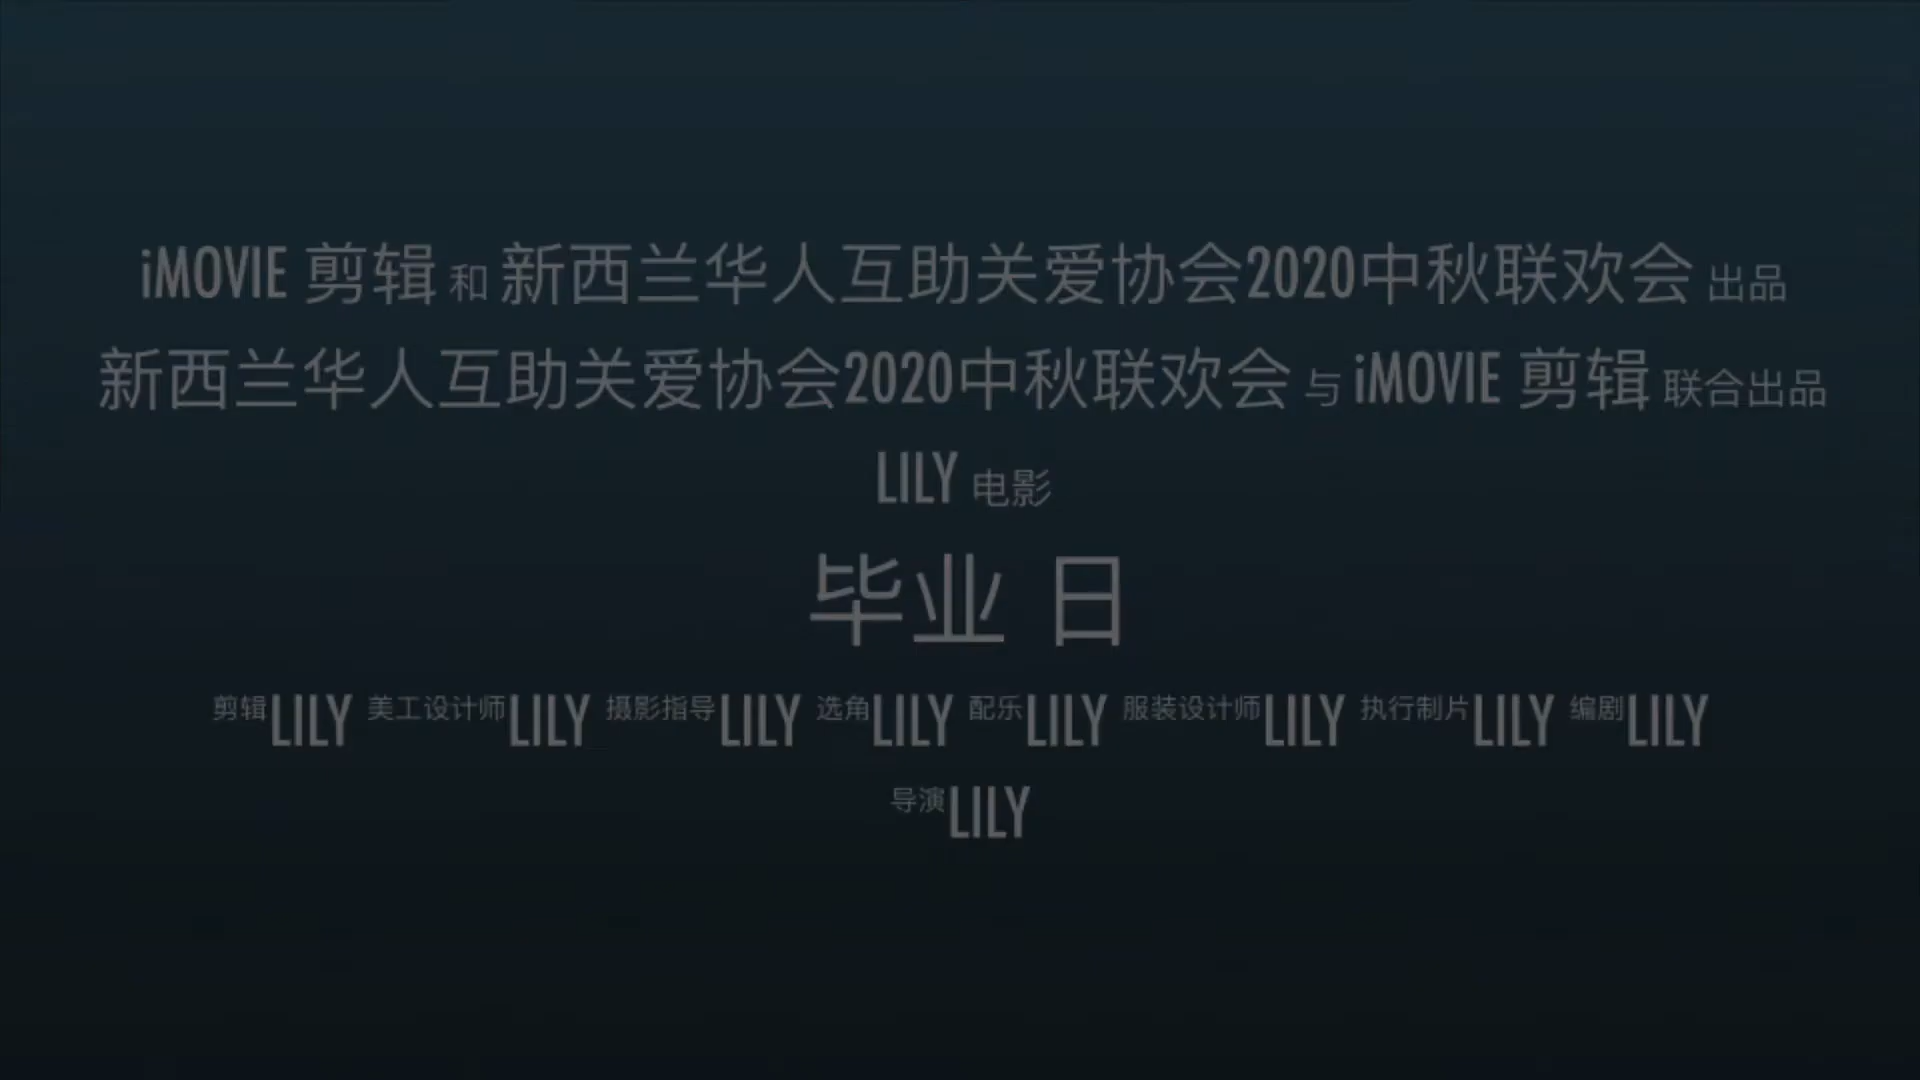 iMOVIE 剪辑 和 新西兰华人互助关爱协会2020中秋联欢会 出品
新西兰华人互助关爱协会2020中秋联欢会 与 iMOVIE 剪辑 联合出品
LILY 电影
毕业 日
剪辑LILY 美工设计师LILY 摄影指导LILY 选角LILY 配乐LILY 服装设计师LILY 执行制片LILY 编剧LILY
导演LILY